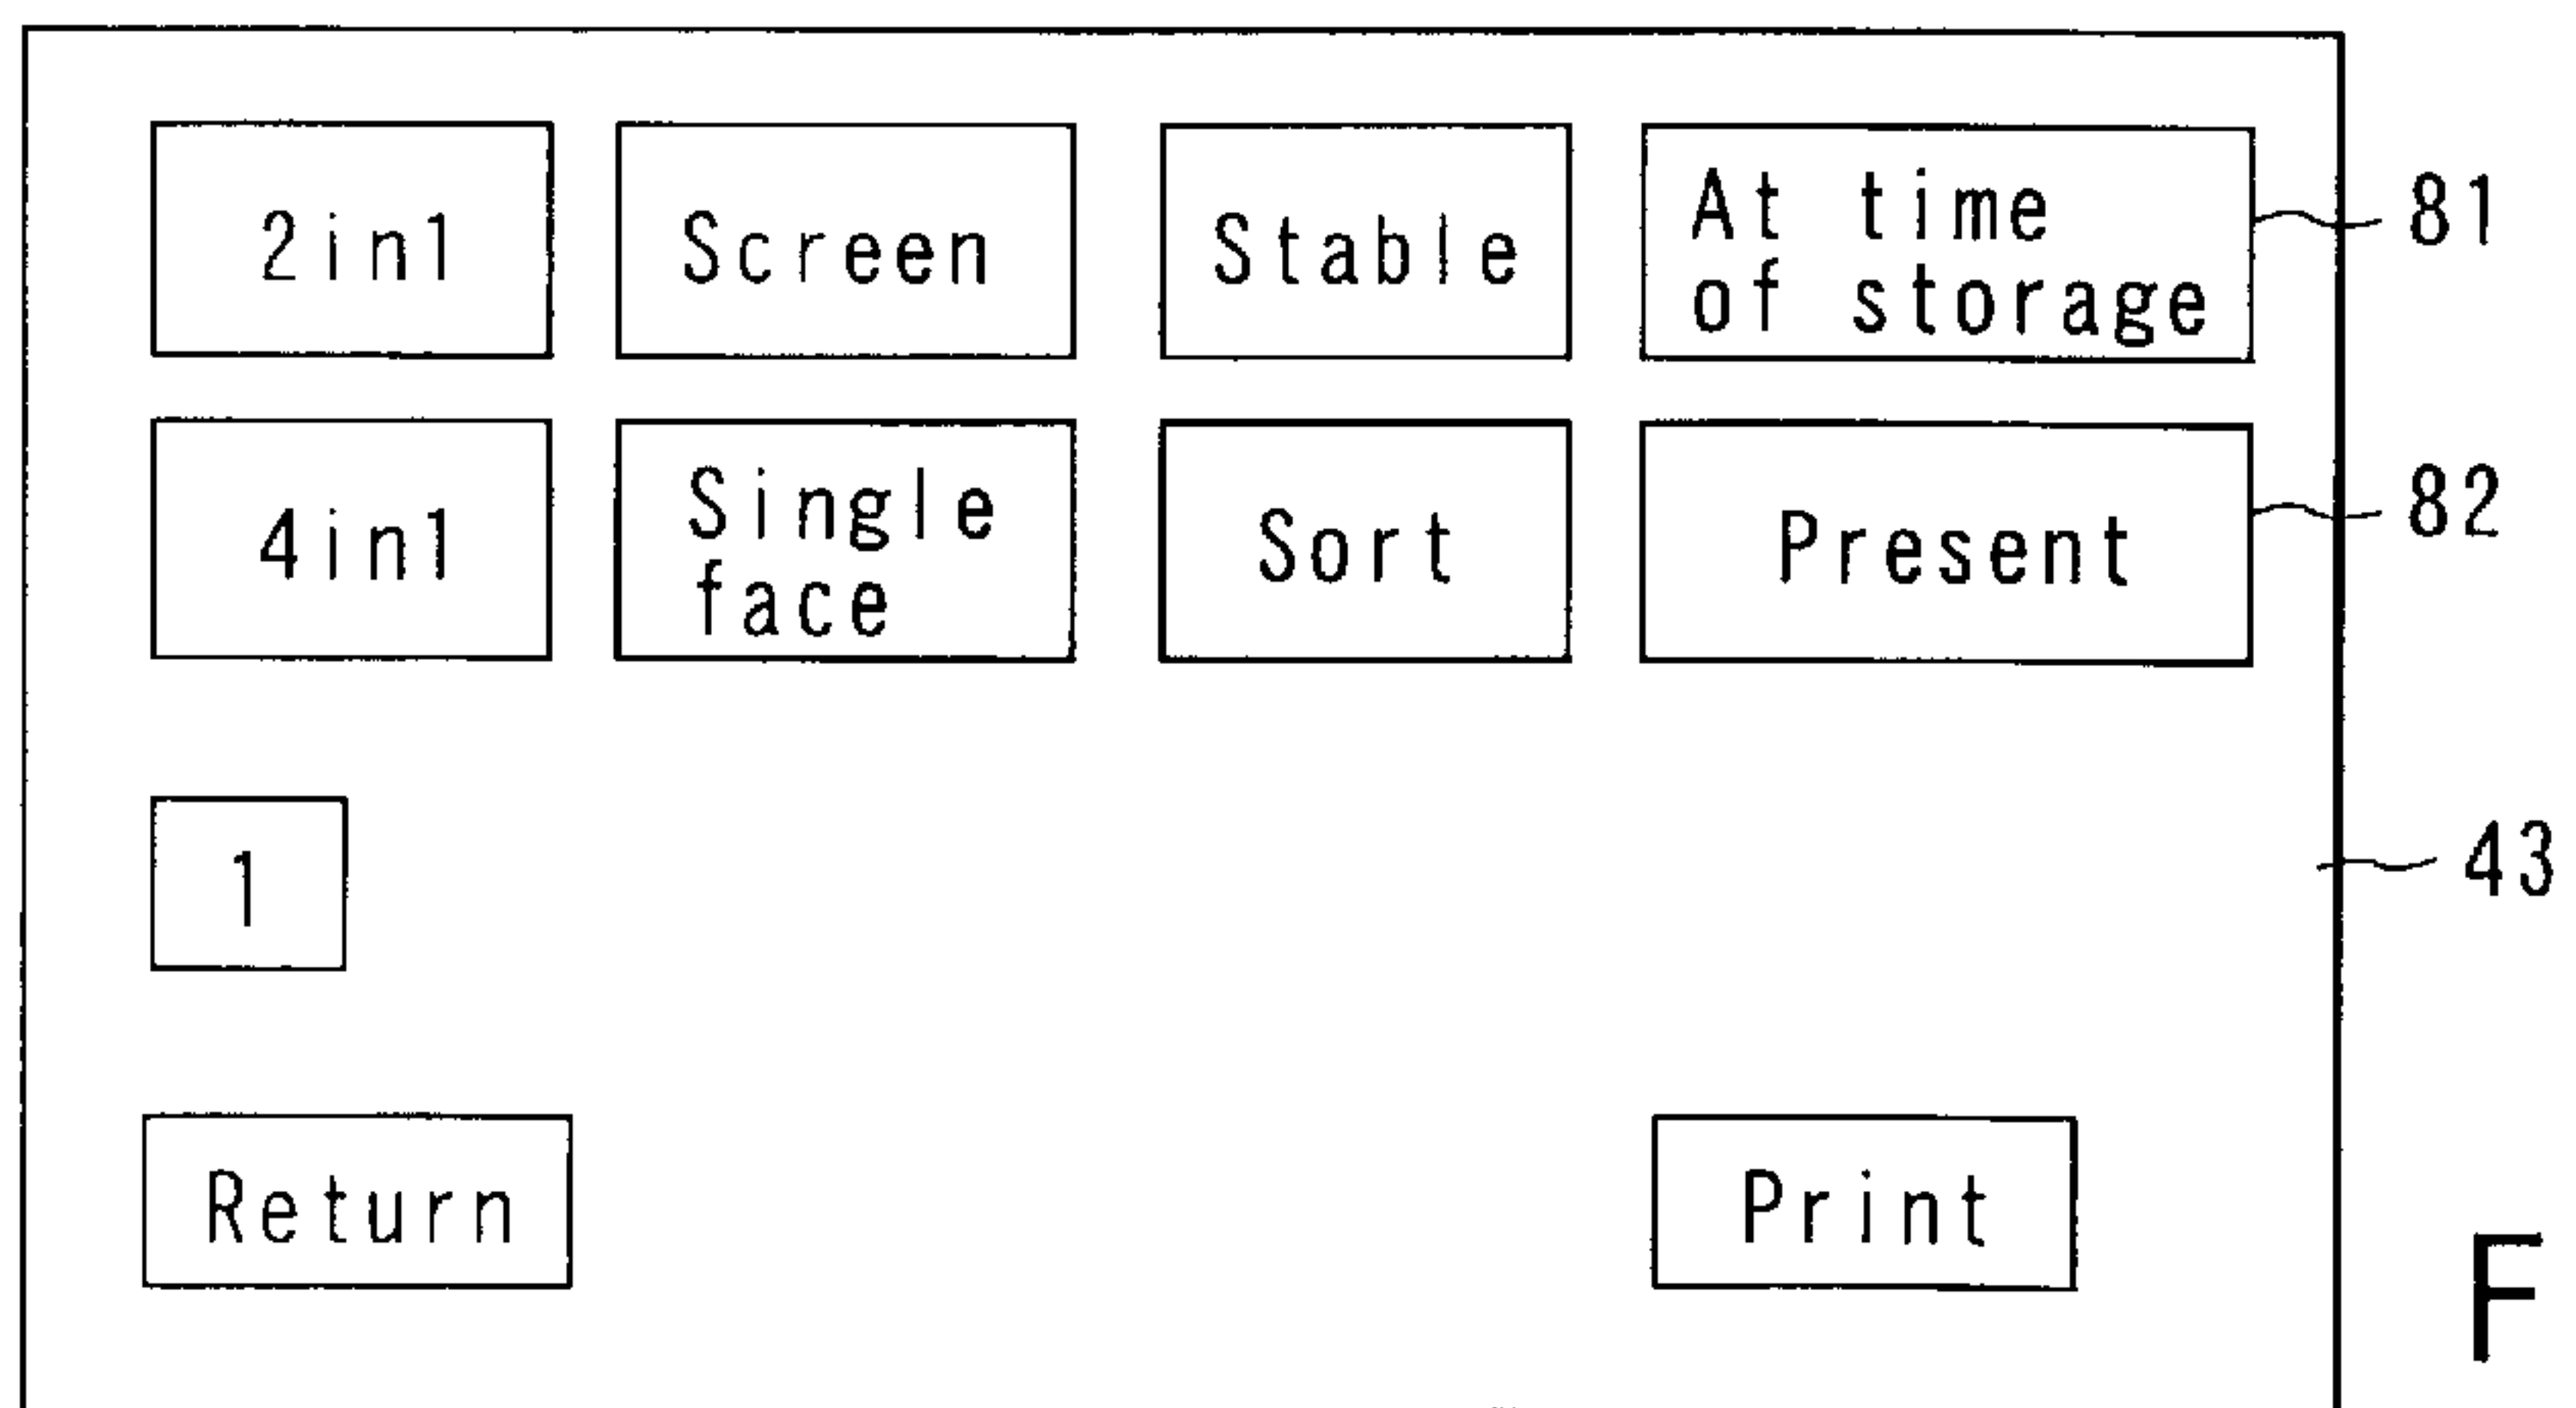 2in1 Screen Stable At time of storage 81
4in1 Single face Sort Present 82
1 43
Return Print
F